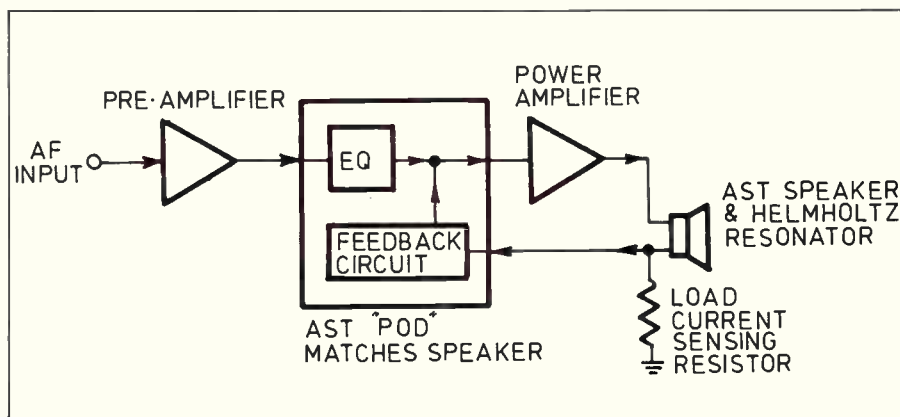 PRE-AMPLIFIER
POWER
AMPLIFIER
AF
INPUT
EQ
FEEDBACK
CIRCUIT
AST SPEAKER
& HELMHOLTZ
RESONATOR
AST "POD"
MATCHES SPEAKER
LOAD
CURRENT
SENSING
RESISTOR